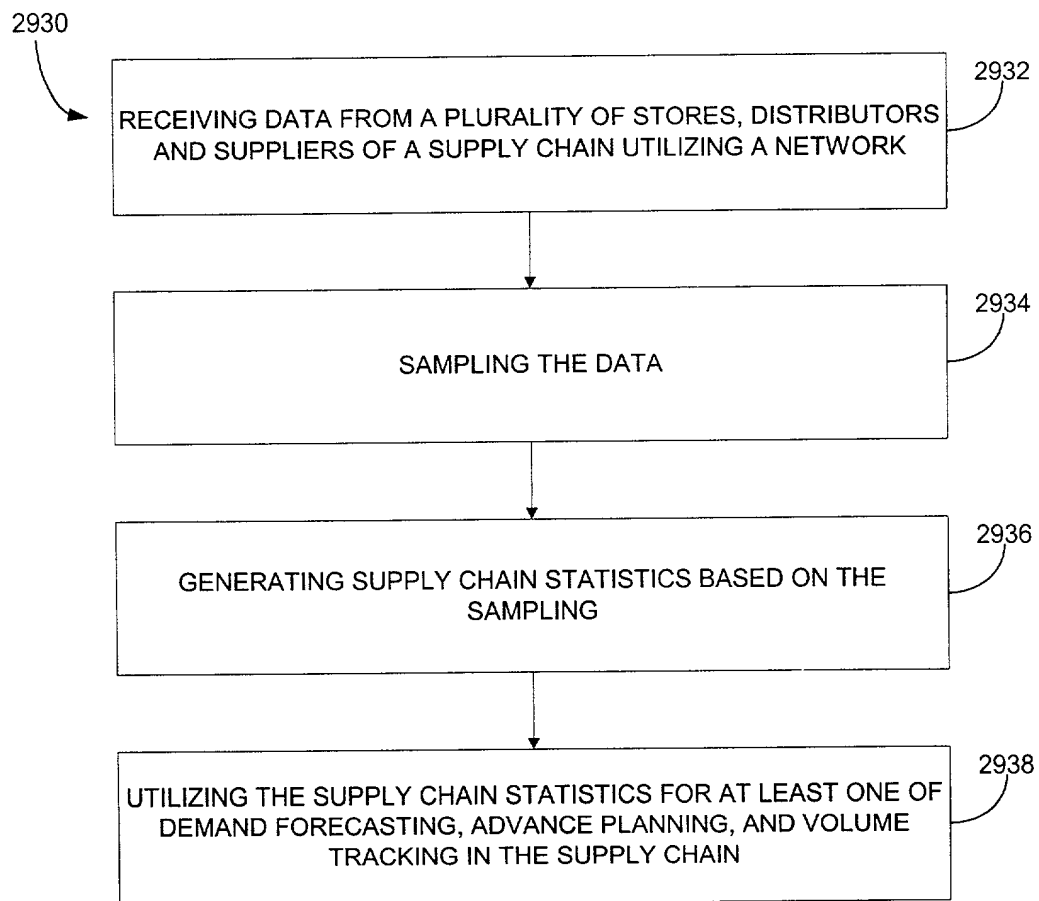 2930
2932
RECEIVING DATA FROM A PLURALITY OF STORES, DISTRIBUTORS
AND SUPPLIERS OF A SUPPLY CHAIN UTILIZING A NETWORK
2934
SAMPLING THE DATA
2936
GENERATING SUPPLY CHAIN STATISTICS BASED ON THE
SAMPLING
2938
UTILIZING THE SUPPLY CHAIN STATISTICS FOR AT LEAST ONE OF
DEMAND FORECASTING, ADVANCE PLANNING, AND VOLUME
TRACKING IN THE SUPPLY CHAIN